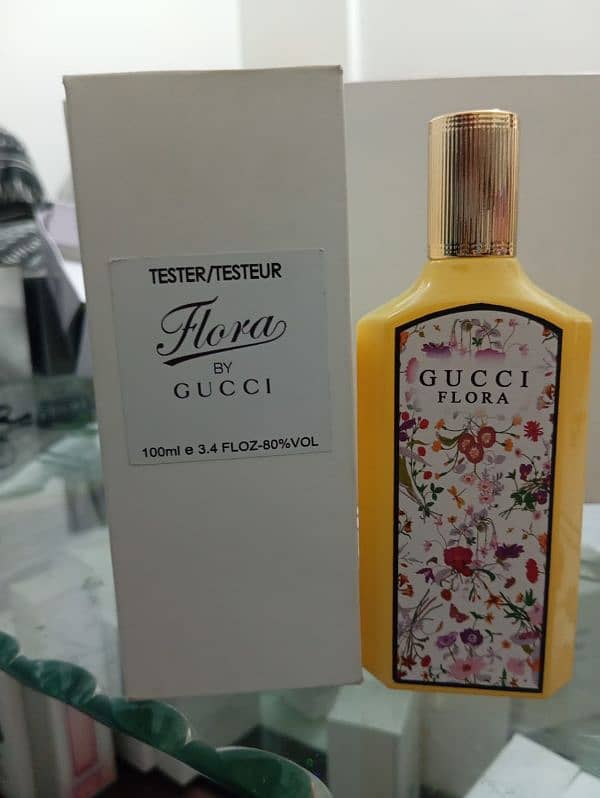 TESTER/TESTEUR
Flora
BY
GUCCI
100ml e 3.4 FLOZ-80%VOL
GUCCI
FLORA